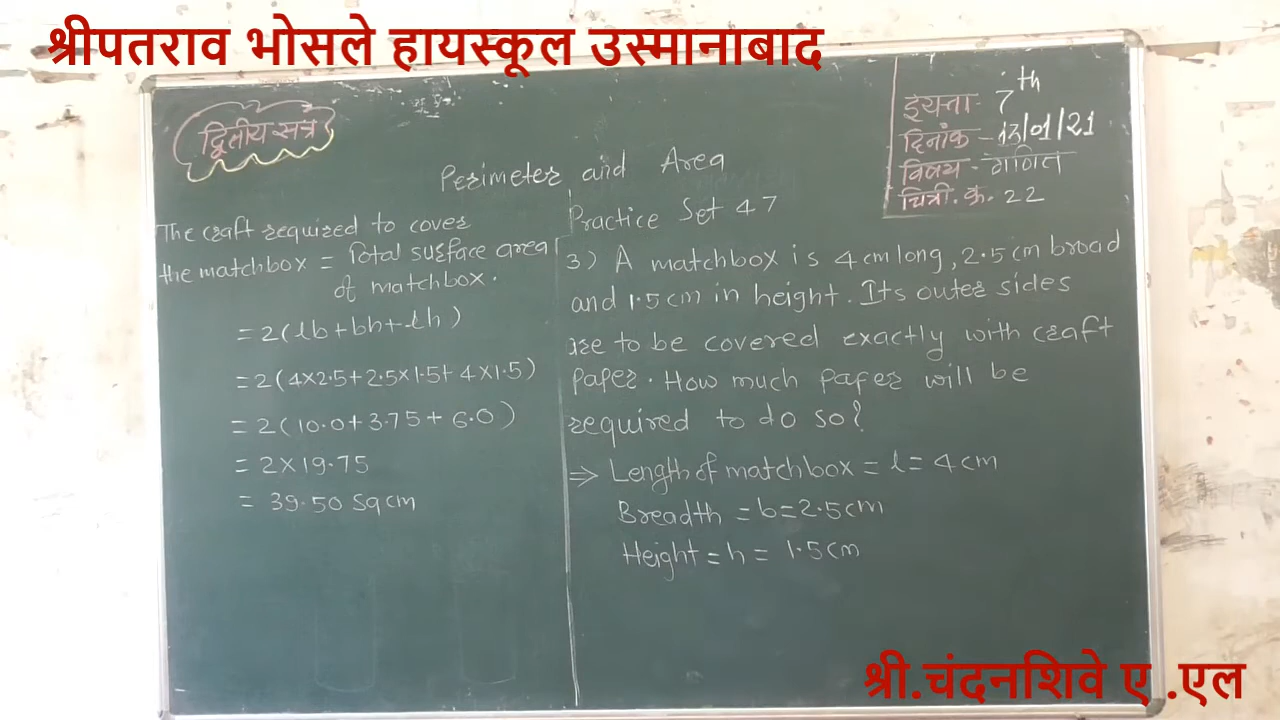 श्रीपतराव भोसले हायस्कूल उस्मानाबाद
द्वितीय सत्र
इयत्ता- 7th
दिनांक - 13/01/21
विषय - गणित
चित्री. क्र. 22
Perimeter and Area
Practice Set 47
3) A matchbox is 4 cm long, 2.5 cm broad
and 1.5 cm in height. Its outer sides
are to be covered exactly with craft
paper. How much paper will be
required to do so?
⇒ Length of matchbox = l = 4 cm
Breadth = b = 2.5 cm
Height = h = 1.5 cm
The craft required to cover
the matchbox = Total surface area
of matchbox.
= 2(lb+bh+lh)
= 2(4×2.5+2.5×1.5+4×1.5)
= 2(10.0+3.75+6.0)
= 2×19.75
= 39.50 sq cm
श्री.चंदनशिवे ए .एल